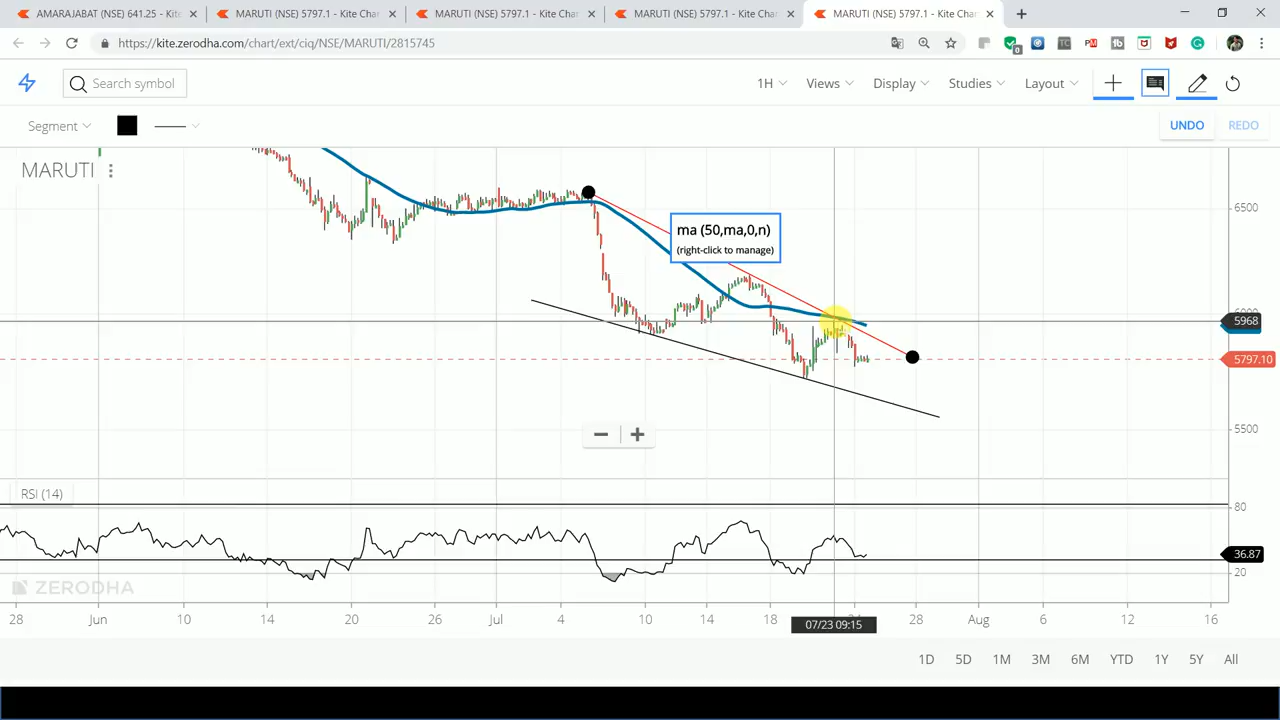 AMARAJABAT (NSE) 641.25 - Kite
MARUTI (NSE) 5797.1 - Kite Char
MARUTI (NSE) 5797.1 - Kite Char
MARUTI (NSE) 5797.1 - Kite Char
MARUTI (NSE) 5797.1 - Kite Char
https://kite.zerodha.com/chart/ext/ciq/NSE/MARUTI/2815745
Search symbol
1H
Views
Display
Studies
Layout
Segment
UNDO
REDO
MARUTI
6500
ma (50,ma,0,n)
(right-click to manage)
6000
5968
5797.10
5500
RSI (14)
80
36.87
20
ZERODHA
28 Jun 10 14 20 26 Jul 4 10 14 18 24 28 Aug 6 12 16
07/23 09:15
1D 5D 1M 3M 6M YTD 1Y 5Y All